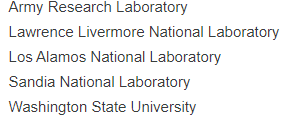 Army Research Laboratory
Lawrence Livermore National Laboratory
Los Alamos National Laboratory
Sandia National Laboratory
Washington State University